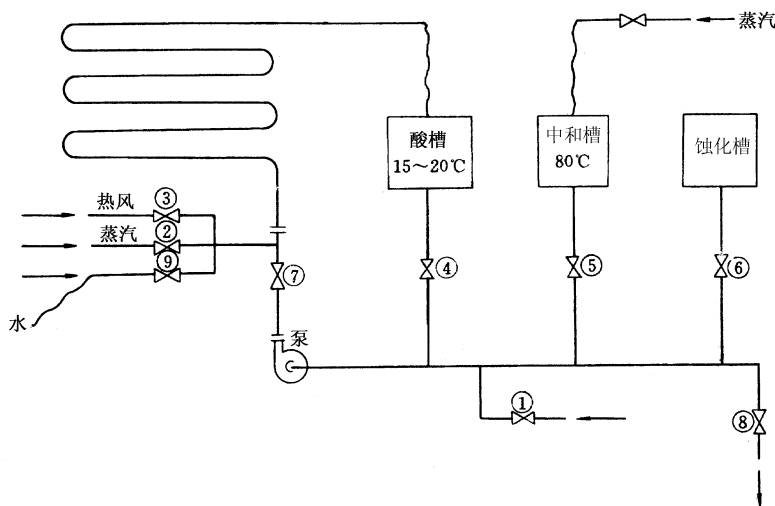 蒸汽
酸槽
15～20℃
中和槽
80℃
蚀化槽
热风
③
蒸汽
②
⑨
水
⑦
④
⑤
⑥
泵
①
⑧